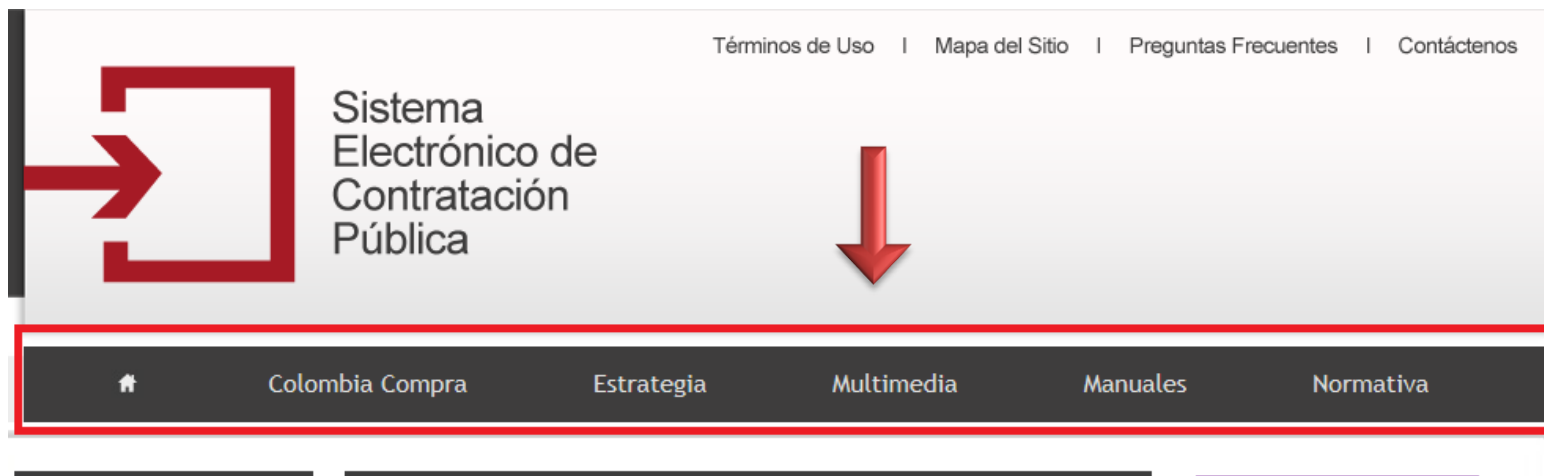 Términos de Uso | Mapa del Sitio | Preguntas Frecuentes | Contáctenos
Sistema
Electrónico de
Contratación
Pública
Colombia Compra Estrategia Multimedia Manuales Normativa